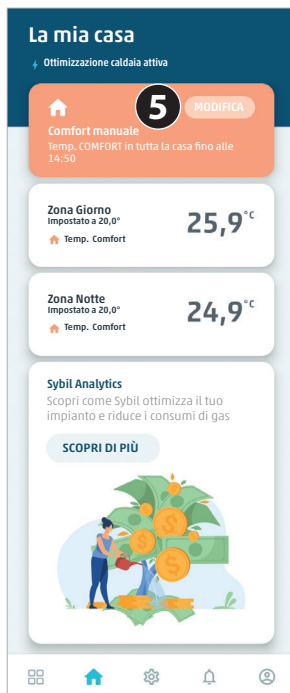 La mia casa
Ottimizzazione caldaia attiva
5
MODIFICA
Comfort manuale
Temp. COMFORT in tutta la casa fino alle
14:50
Zona Giorno
Impostato a 20,0°
25,9°C
Temp. Comfort
Zona Notte
Impostato a 20,0°
24,9°C
Temp. Comfort
Sybil Analytics
Scopri come Sybil ottimizza il tuo
impianto e riduce i consumi di gas
SCOPRI DI PIÙ
$
$
$
$